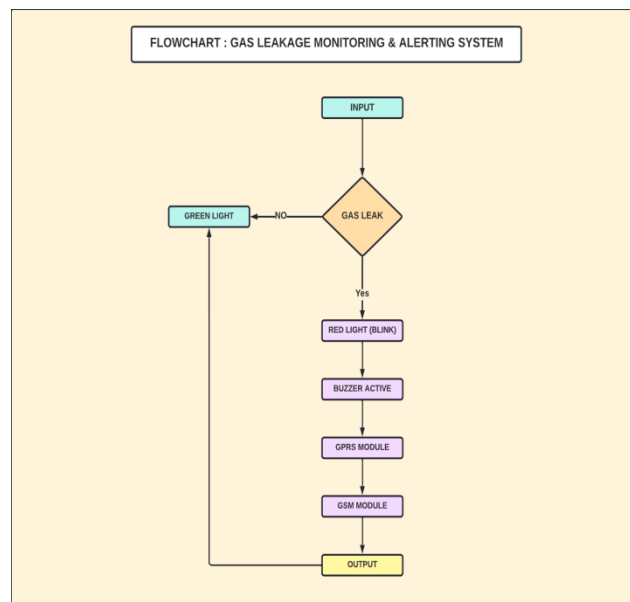 FLOWCHART : GAS LEAKAGE MONITORING & ALERTING SYSTEM
INPUT
GAS LEAK
NO
GREEN LIGHT
Yes
RED LIGHT (BLINK)
BUZZER ACTIVE
GPRS MODULE
GSM MODULE
OUTPUT